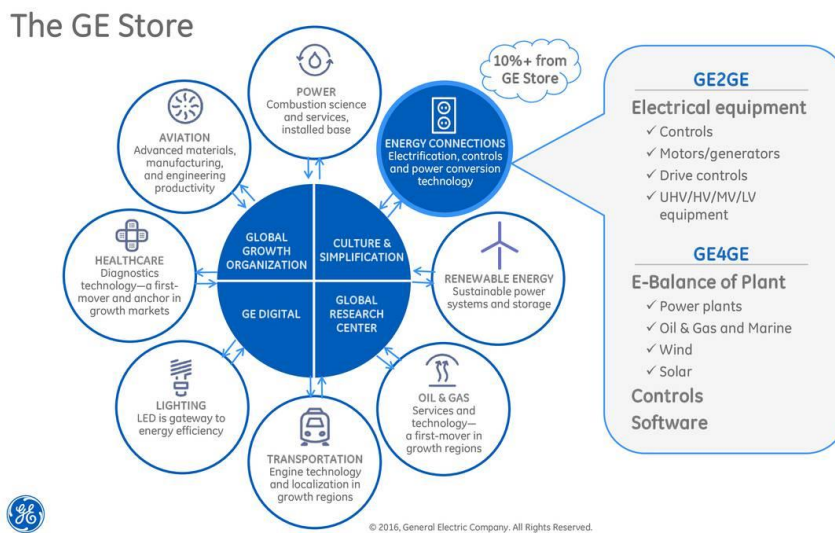 The GE Store
POWER
Combustion science
and services,
installed base
10%+ from
GE Store
AVIATION
Advanced materials,
manufacturing,
and engineering
productivity
ENERGY CONNECTIONS
Electrification, controls
and power conversion
technology
GLOBAL
GROWTH
ORGANIZATION
CULTURE &
SIMPLIFICATION
HEALTHCARE
Diagnostics
technology—a first-
mover and anchor in
growth markets
RENEWABLE ENERGY
Sustainable power
systems and storage
GE DIGITAL
GLOBAL
RESEARCH
CENTER
LIGHTING
LED is gateway to
energy efficiency
OIL & GAS
Services and
technology—
a first-mover in
growth regions
TRANSPORTATION
Engine technology
and localization in
growth regions
GE2GE
Electrical equipment
✓ Controls
✓ Motors/generators
✓ Drive controls
✓ UHV/HV/MV/LV
equipment
GE4GE
E-Balance of Plant
✓ Power plants
✓ Oil & Gas and Marine
✓ Wind
✓ Solar
Controls
Software
GE
© 2016, General Electric Company. All Rights Reserved.